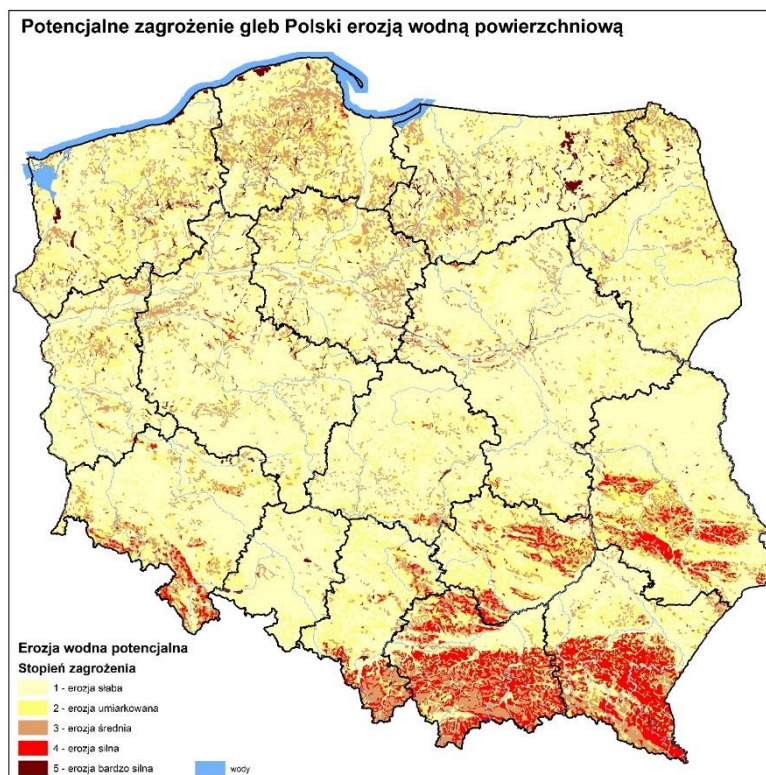 Potencjalne zagrożenie gleb Polski erozją wodną powierzchniową
Erozja wodna potencjalna
Stopień zagrożenia
1 - erozja słaba
2 - erozja umiarkowana
3 - erozja średnia
4 - erozja silna
5 - erozja bardzo silna
wody